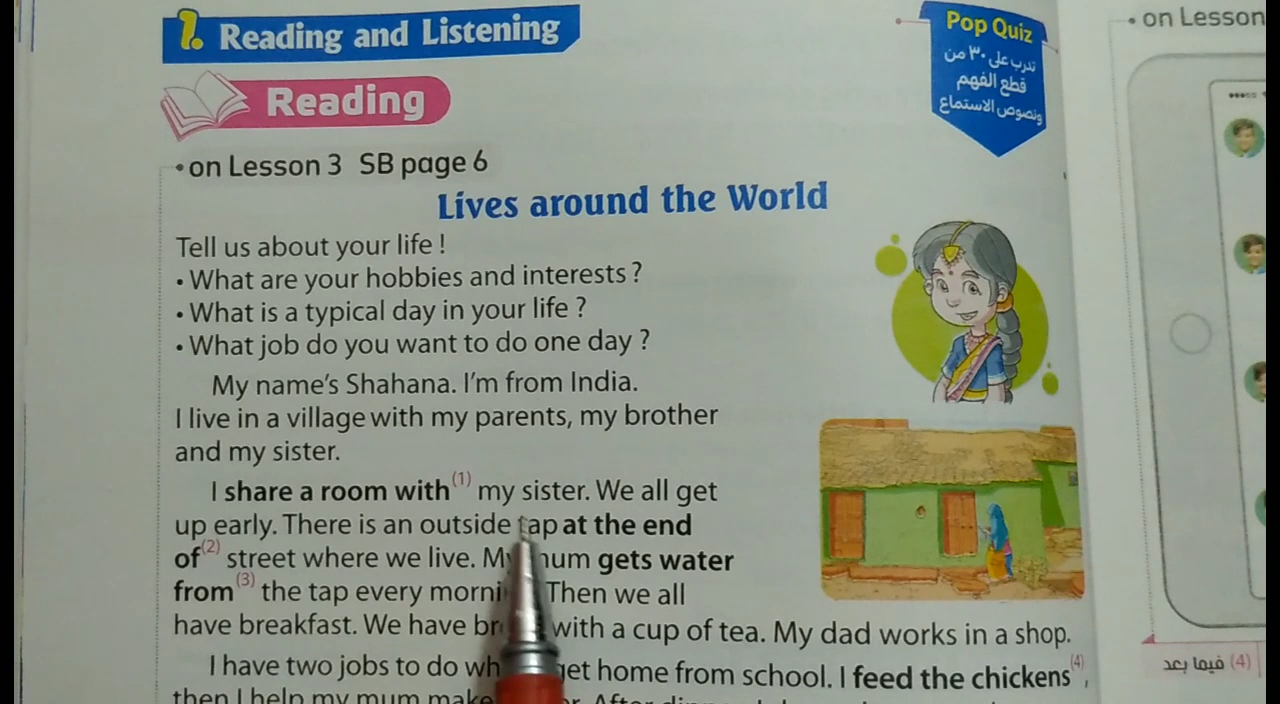 1. Reading and Listening
Pop Quiz
تدرب على ٣٠ من
قطع الفهم
ونصوص الاستماع
Reading
• on Lesson 3 SB page 6
Lives around the World
Tell us about your life !
• What are your hobbies and interests ?
• What is a typical day in your life ?
• What job do you want to do one day ?
My name's Shahana. I'm from India.
I live in a village with my parents, my brother
and my sister.
I share a room with(1) my sister. We all get
up early. There is an outside tap at the end
of(2) street where we live. My mum gets water
from(3) the tap every Then we all
have breakfast. We have with a cup of tea. My dad works in a shop.
I have two jobs to do get home from school. I feed the chickens(4),
then I help my mum make After
• on Lesson
(4) فيما بعد